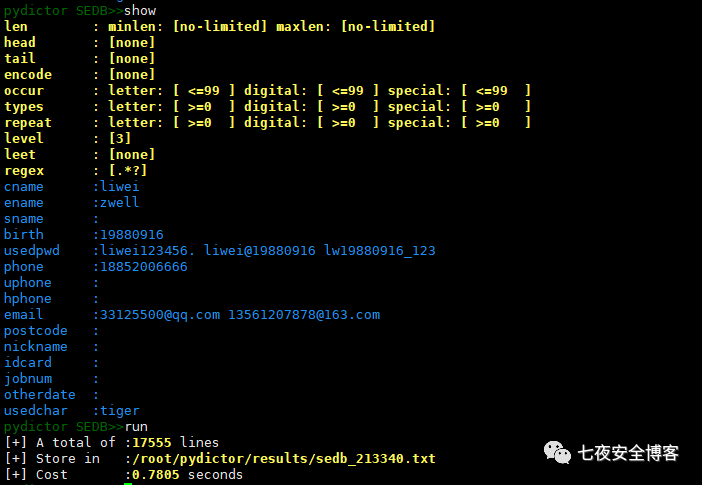 pydictor SEDB>>show
len        : minlen: [no-limited] maxlen: [no-limited]
head       : [none]
tail       : [none]
encode     : [none]
occur      : letter: [ <=99 ] digital: [ <=99 ] special: [ <=99  ]
types      : letter: [ >=0  ] digital: [ >=0  ] special: [ >=0   ]
repeat     : letter: [ >=0  ] digital: [ >=0  ] special: [ >=0   ]
level      : [3]
leet       : [none]
regex      : [.*?]
cname      :liwei
ename      :zwell
sname      :
birth      :19880916
usedpwd    :liwei123456. liwei@19880916 lw19880916_123
phone      :18852006666
uphone     :
hphone     :
email      :33125500@qq.com 13561207878@163.com
postcode   :
nickname   :
idcard     :
jobnum     :
otherdate  :
usedchar   :tiger
pydictor SEDB>>run
[+] A total of :17555 lines
[+] Store in   :/root/pydictor/results/sedb_213340.txt
[+] Cost       :0.7805 seconds
七夜安全博客